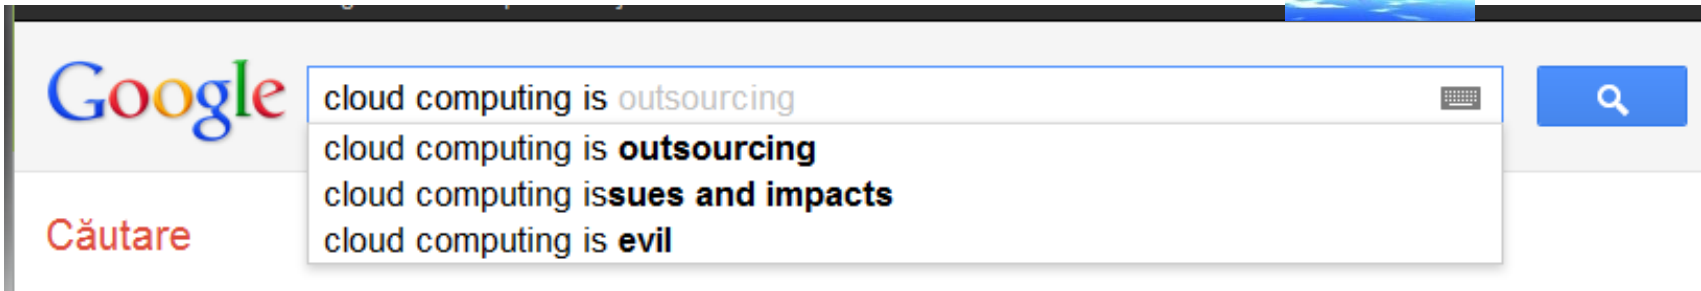 Google
cloud computing is outsourcing
cloud computing is outsourcing
cloud computing issues and impacts
cloud computing is evil
Căutare